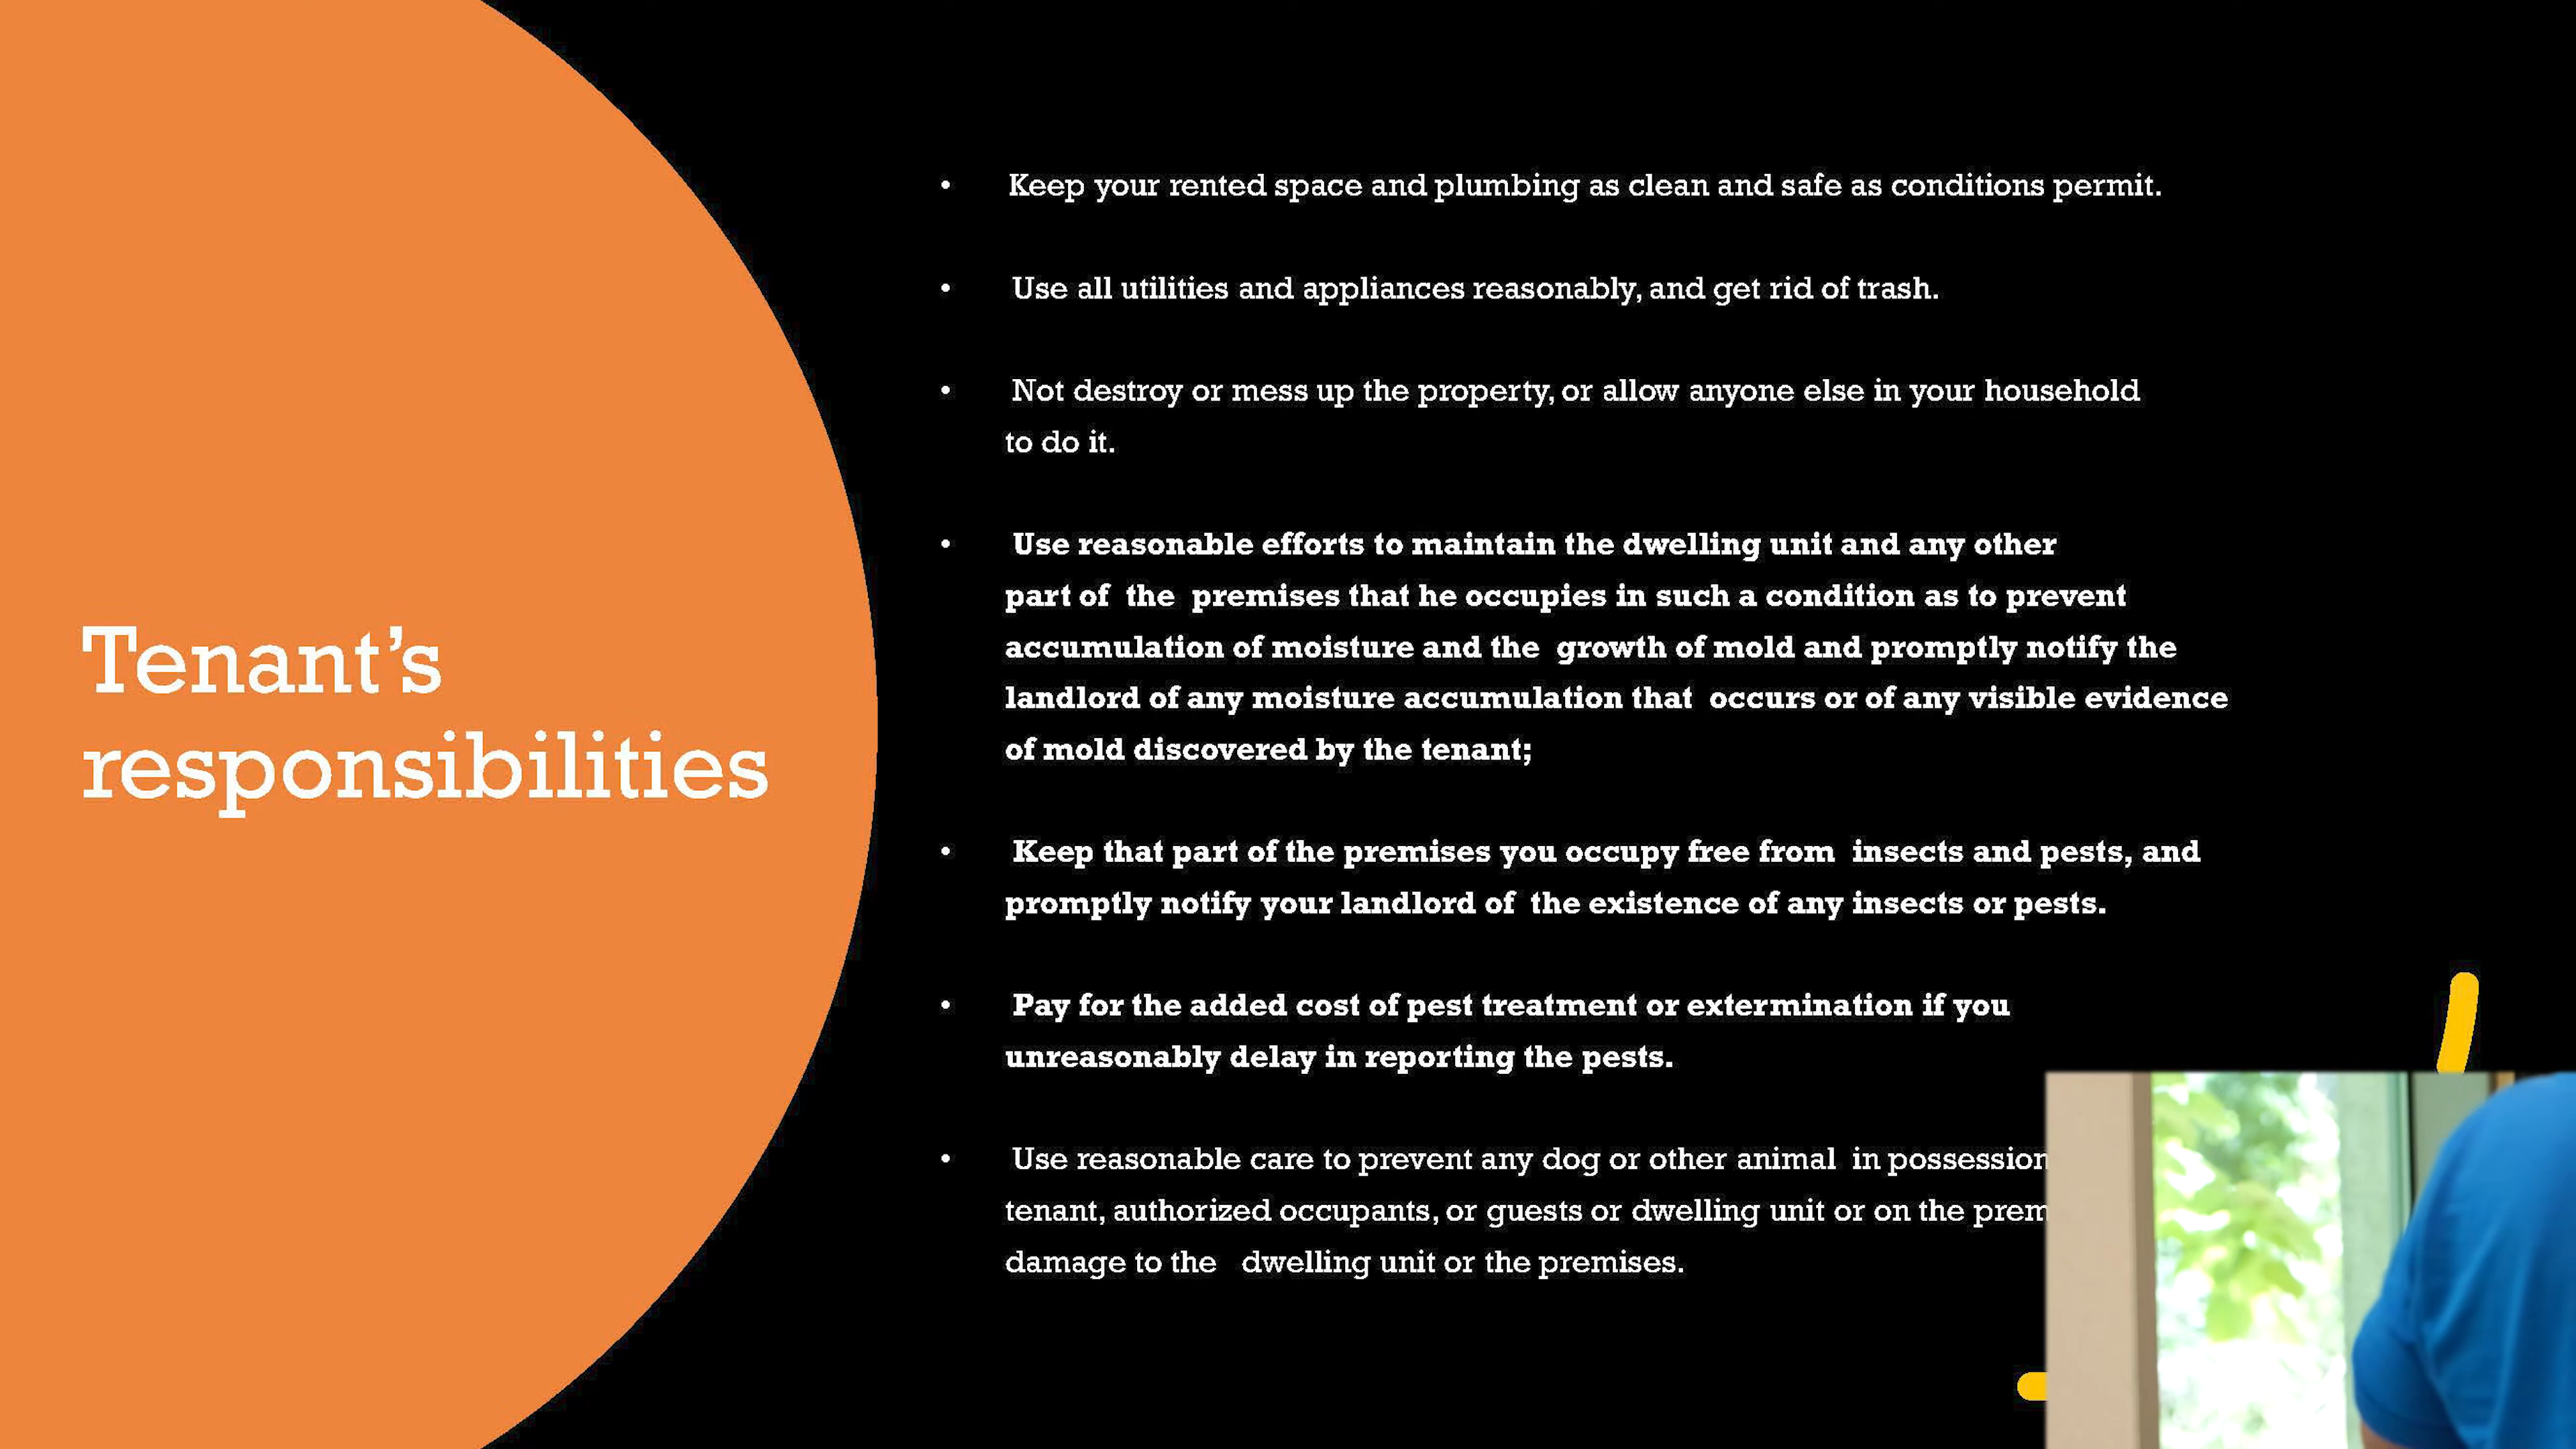 Tenant's
responsibilities
• Keep your rented space and plumbing as clean and safe as conditions permit.
• Use all utilities and appliances reasonably, and get rid of trash.
• Not destroy or mess up the property, or allow anyone else in your household
to do it.
• Use reasonable efforts to maintain the dwelling unit and any other
part of the premises that he occupies in such a condition as to prevent
accumulation of moisture and the growth of mold and promptly notify the
landlord of any moisture accumulation that occurs or of any visible evidence
of mold discovered by the tenant;
• Keep that part of the premises you occupy free from insects and pests, and
promptly notify your landlord of the existence of any insects or pests.
• Pay for the added cost of pest treatment or extermination if you
unreasonably delay in reporting the pests.
• Use reasonable care to prevent any dog or other animal in possession
tenant, authorized occupants, or guests or dwelling unit or on the
damage to the dwelling unit or the premises.